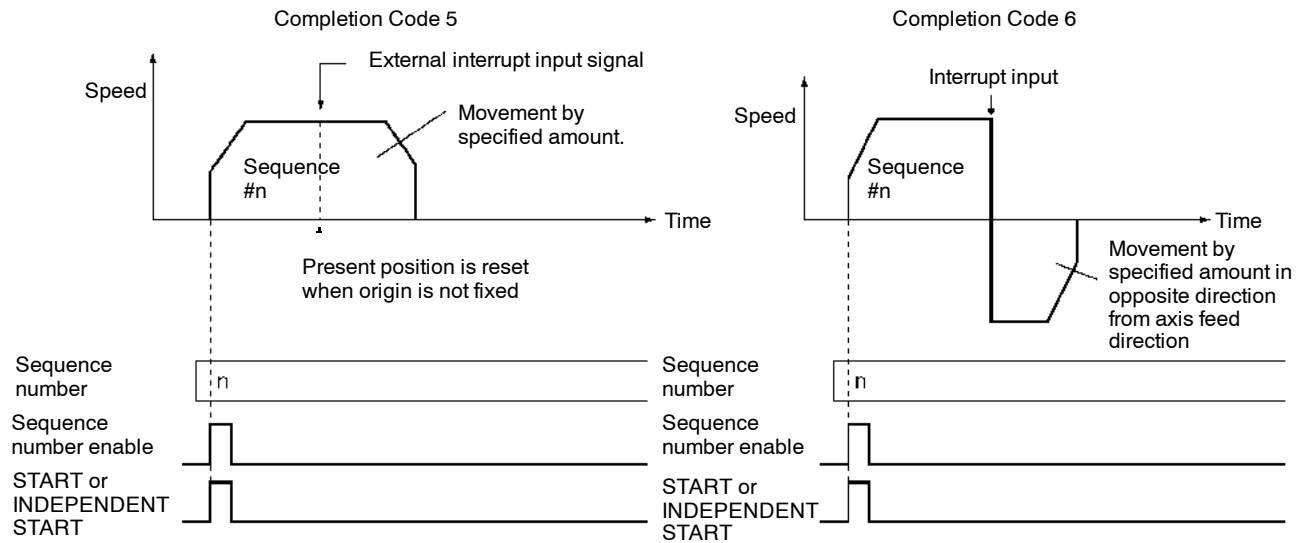 Completion Code 5
External interrupt input signal
Speed
Movement by
specified amount.
Sequence
#n
Time
Present position is reset
when origin is not fixed
Sequence
number
n
Sequence
number enable
START or
INDEPENDENT
START
Completion Code 6
Interrupt input
Speed
Sequence
#n
Time
Movement by
specified amount in
opposite direction
from axis feed
direction
Sequence
number
n
Sequence
number enable
START or
INDEPENDENT
START